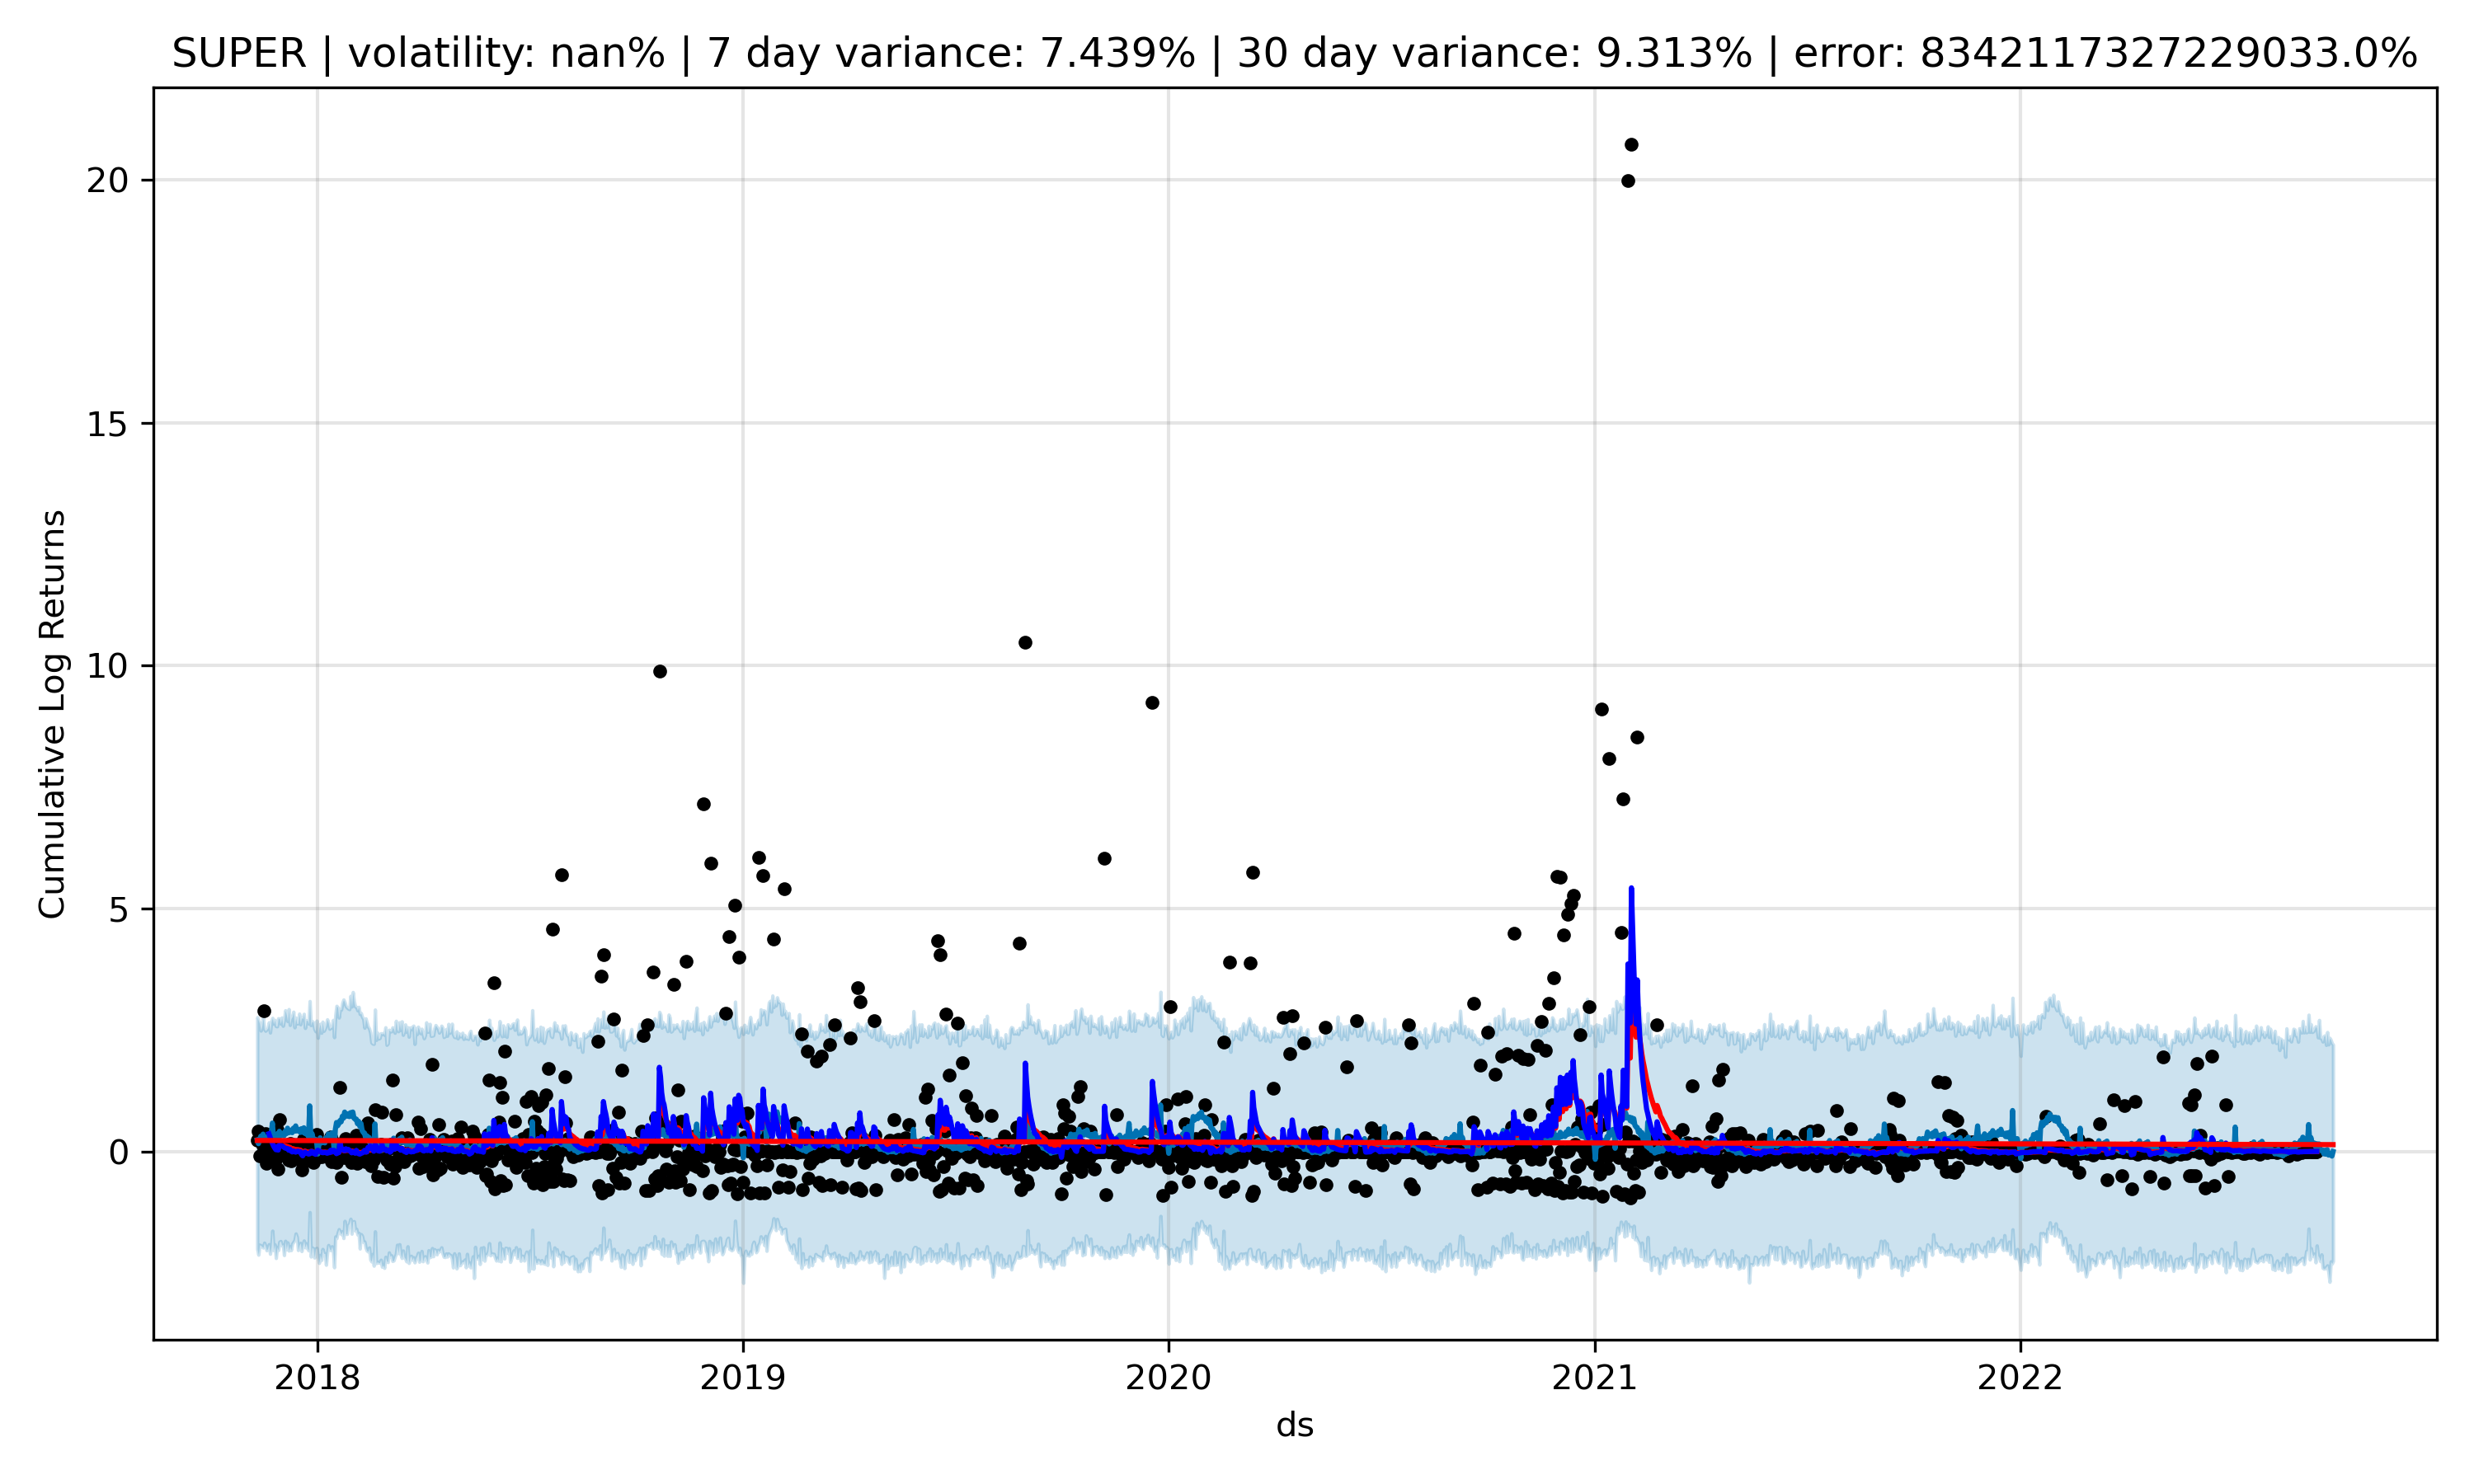 SUPER | volatility: nan% | 7 day variance: 7.439% | 30 day variance: 9.313% | error: 8342117327229033.0%
20
15
10
5
0
Cumulative Log Returns
2018 2019 2020 2021 2022
ds